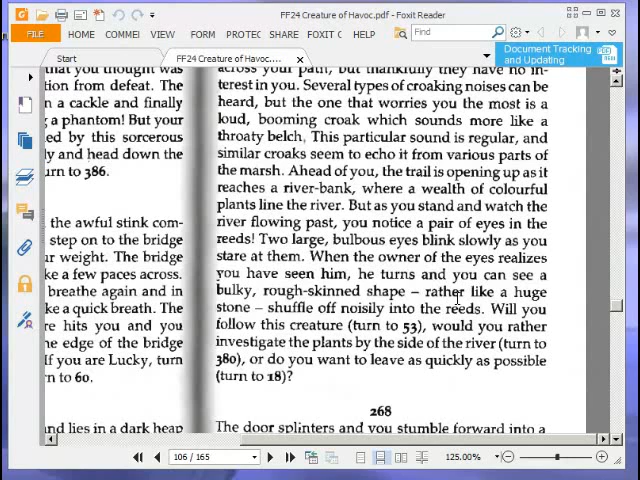 FF24 Creature of Havoc.pdf - Foxit Reader
FILE HOME COMMEI VIEW FORM PROTEC SHARE FOXIT C HELP
Find
Document Tracking
and Updating
Start
FF24 Creature of Havoc....
that you thought was
tion from defeat. The
n a cackle and finally
g a phantom! But your
ed by this sorcerous
ly and head down the
urn to 386.
the awful stink com-
step on to the bridge
ur weight. The bridge
ke a few paces across.
breathe again and in
ke a quick breath. The
re hits you and you
he edge of the bridge
If you are Lucky, turn
rn to 60.
and lies in a dark heap
across your path, but thankfully they have no in-
terest in you. Several types of croaking noises can be
heard, but the one that worries you the most is a
loud, booming croak which sounds more like a
throaty belch. This particular sound is regular, and
similar croaks seem to echo it from various parts of
the marsh. Ahead of you, the trail is opening up as it
reaches a river-bank, where a wealth of colourful
plants line the river. But as you stand and watch the
river flowing past, you notice a pair of eyes in the
reeds! Two large, bulbous eyes blink slowly as you
stare at them. When the owner of the eyes realizes
you have seen him, he turns and you can see a
bulky, rough-skinned shape – rather like a huge
stone – shuffle off noisily into the reeds. Will you
follow this creature (turn to 53), would you rather
investigate the plants by the side of the river (turn to
380), or do you want to leave as quickly as possible
(turn to 18)?
268
The door splinters and you stumble forward into a
106 / 165
125.00%